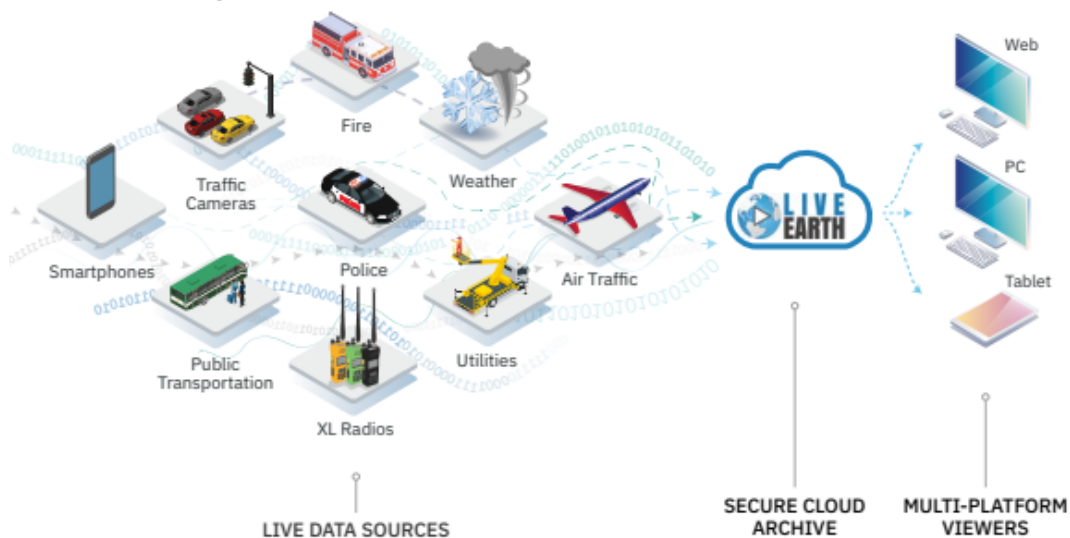 Fire
Traffic
Cameras
Weather
Smartphones
Police
Air Traffic
Public
Transportation
Utilities
XL Radios
LIVE
EARTH
Web
PC
Tablet
LIVE DATA SOURCES
SECURE CLOUD
ARCHIVE
MULTI-PLATFORM
VIEWERS